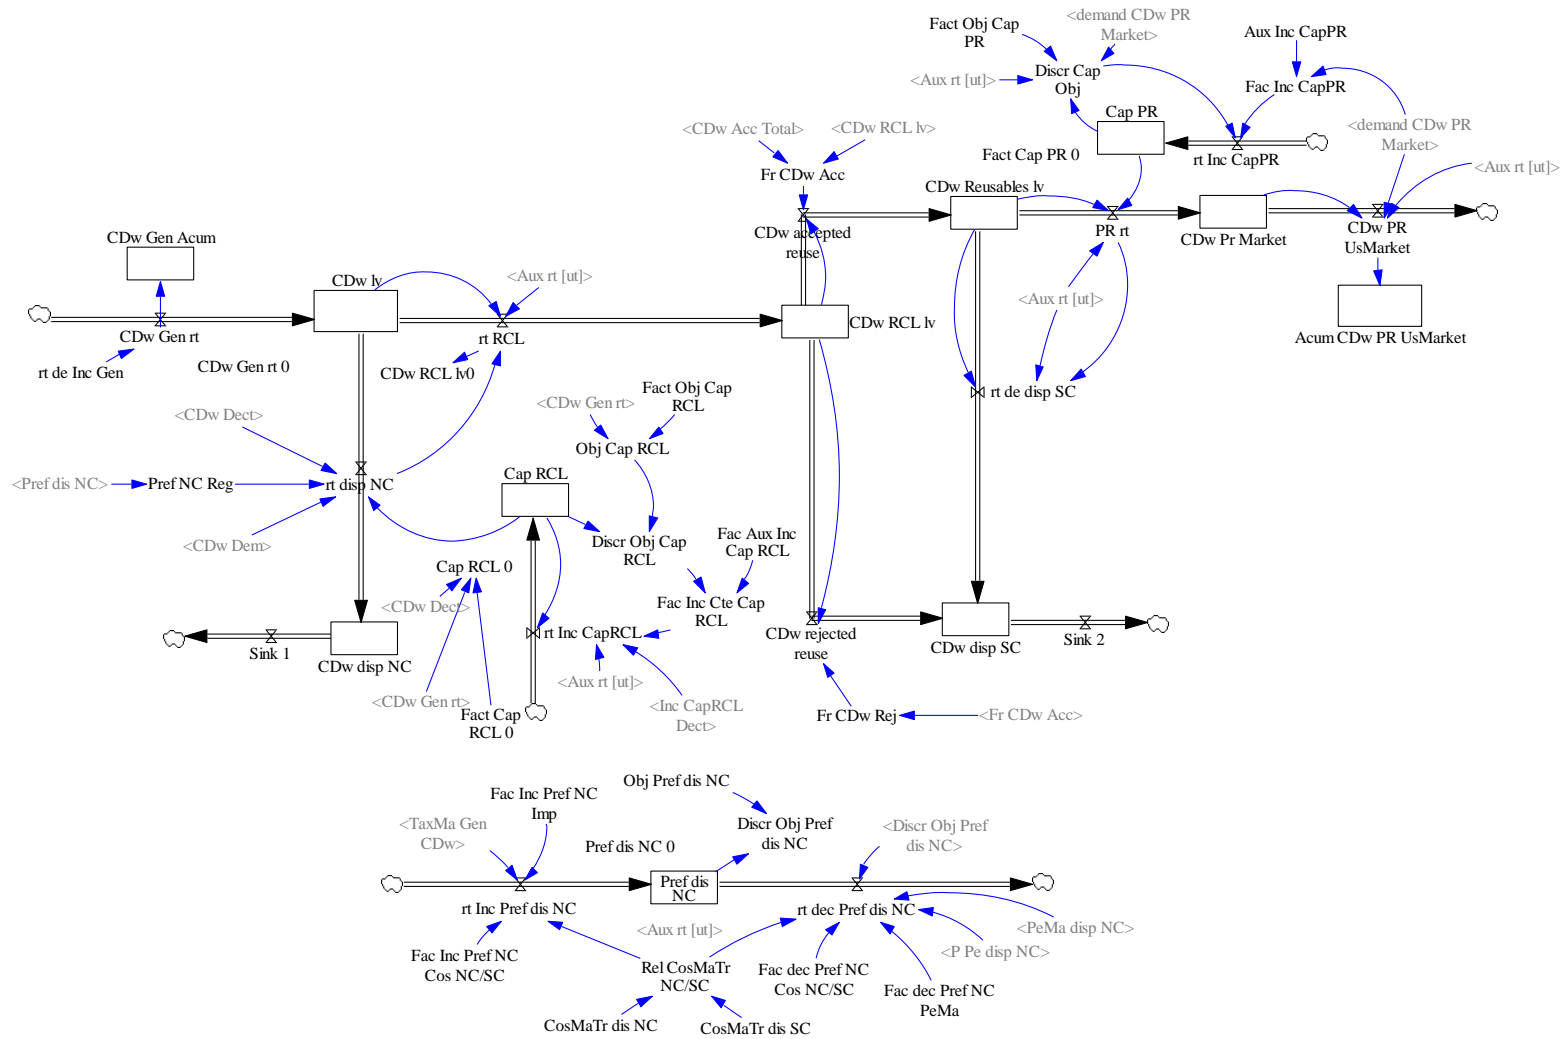 Fact Obj Cap
PR
<demand CDw PR
Market>
Aux Inc CapPR
<Aux rt [ut]>
Discr Cap
Obj
Fac Inc CapPR
Cap PR
<CDw Acc Total>
<CDw RCL lv>
<demand CDw PR
Market>
Fact Cap PR 0
rt Inc CapPR
<Aux rt [ut]>
Fr CDw Acc
CDw Reusables lv
CDw accepted
reuse
PR rt
CDw Pr Market
CDw PR
UsMarket
CDw Gen Acum
CDw lv
<Aux rt [ut]>
<Aux rt [ut]>
CDw Gen rt
rt RCL
CDw RCL lv
Acum CDw PR UsMarket
rt de Inc Gen
CDw Gen rt 0
CDw RCL lv0
rt de disp SC
<CDw Gen rt>
Fact Obj Cap
RCL
<CDw Dect>
Obj Cap RCL
<Pref dis NC>
Pref NC Reg
rt disp NC
Cap RCL
<CDw Dem>
Discr Obj Cap
RCL
Fac Aux Inc
Cap RCL
Cap RCL 0
<CDw Dect>
Fac Inc Cte Cap
RCL
rt Inc CapRCL
Sink 1
CDw disp NC
CDw rejected
reuse
CDw disp SC
Sink 2
<Aux rt [ut]>
<CDw Gen rt>
Fact Cap
RCL 0
<Inc CapRCL
Dect>
Fr CDw Rej
<Fr CDw Acc>
Obj Pref dis NC
Fac Inc Pref NC
Imp
<TaxMa Gen
CDw>
Pref dis NC 0
Discr Obj Pref
dis NC
<Discr Obj Pref
dis NC>
Pref dis
NC
rt Inc Pref dis NC
rt dec Pref dis NC
<Aux rt [ut]>
<PeMa disp NC>
<P Pe disp NC>
Fac Inc Pref NC
Cos NC/SC
Rel CosMaTr
NC/SC
Fac dec Pref NC
Cos NC/SC
Fac dec Pref NC
PeMa
CosMaTr dis NC
CosMaTr dis SC